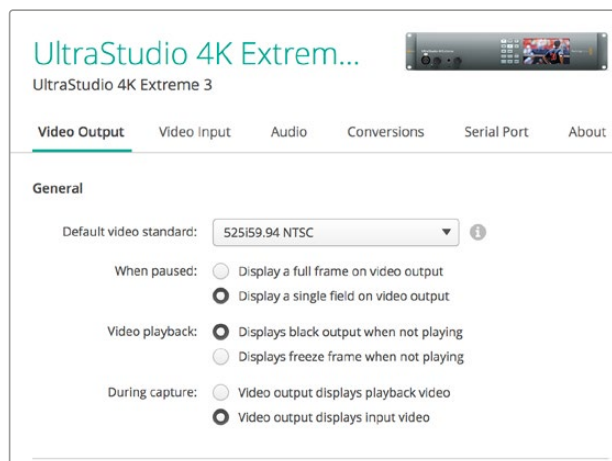 UltraStudio 4K Extrem...
UltraStudio 4K Extreme 3
Video Output Video Input Audio Conversions Serial Port About
General
Default video standard: 525i59.94 NTSC
When paused: Display a full frame on video output
Display a single field on video output
Video playback: Displays black output when not playing
Displays freeze frame when not playing
During capture: Video output displays playback video
Video output displays input video